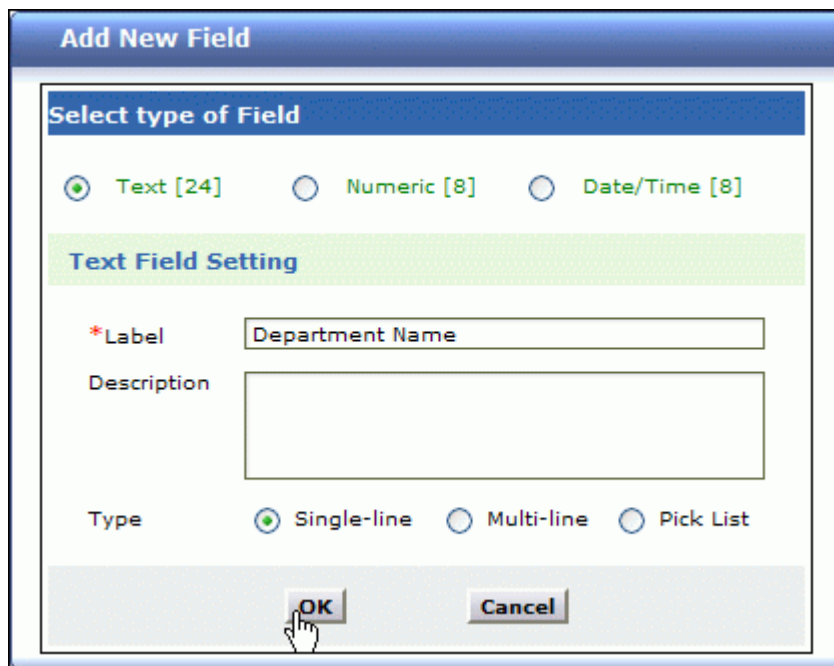 Add New Field
Select type of Field
Text [24] Numeric [8] Date/Time [8]
Text Field Setting
*Label Department Name
Description
Type Single-line Multi-line Pick List
OK Cancel